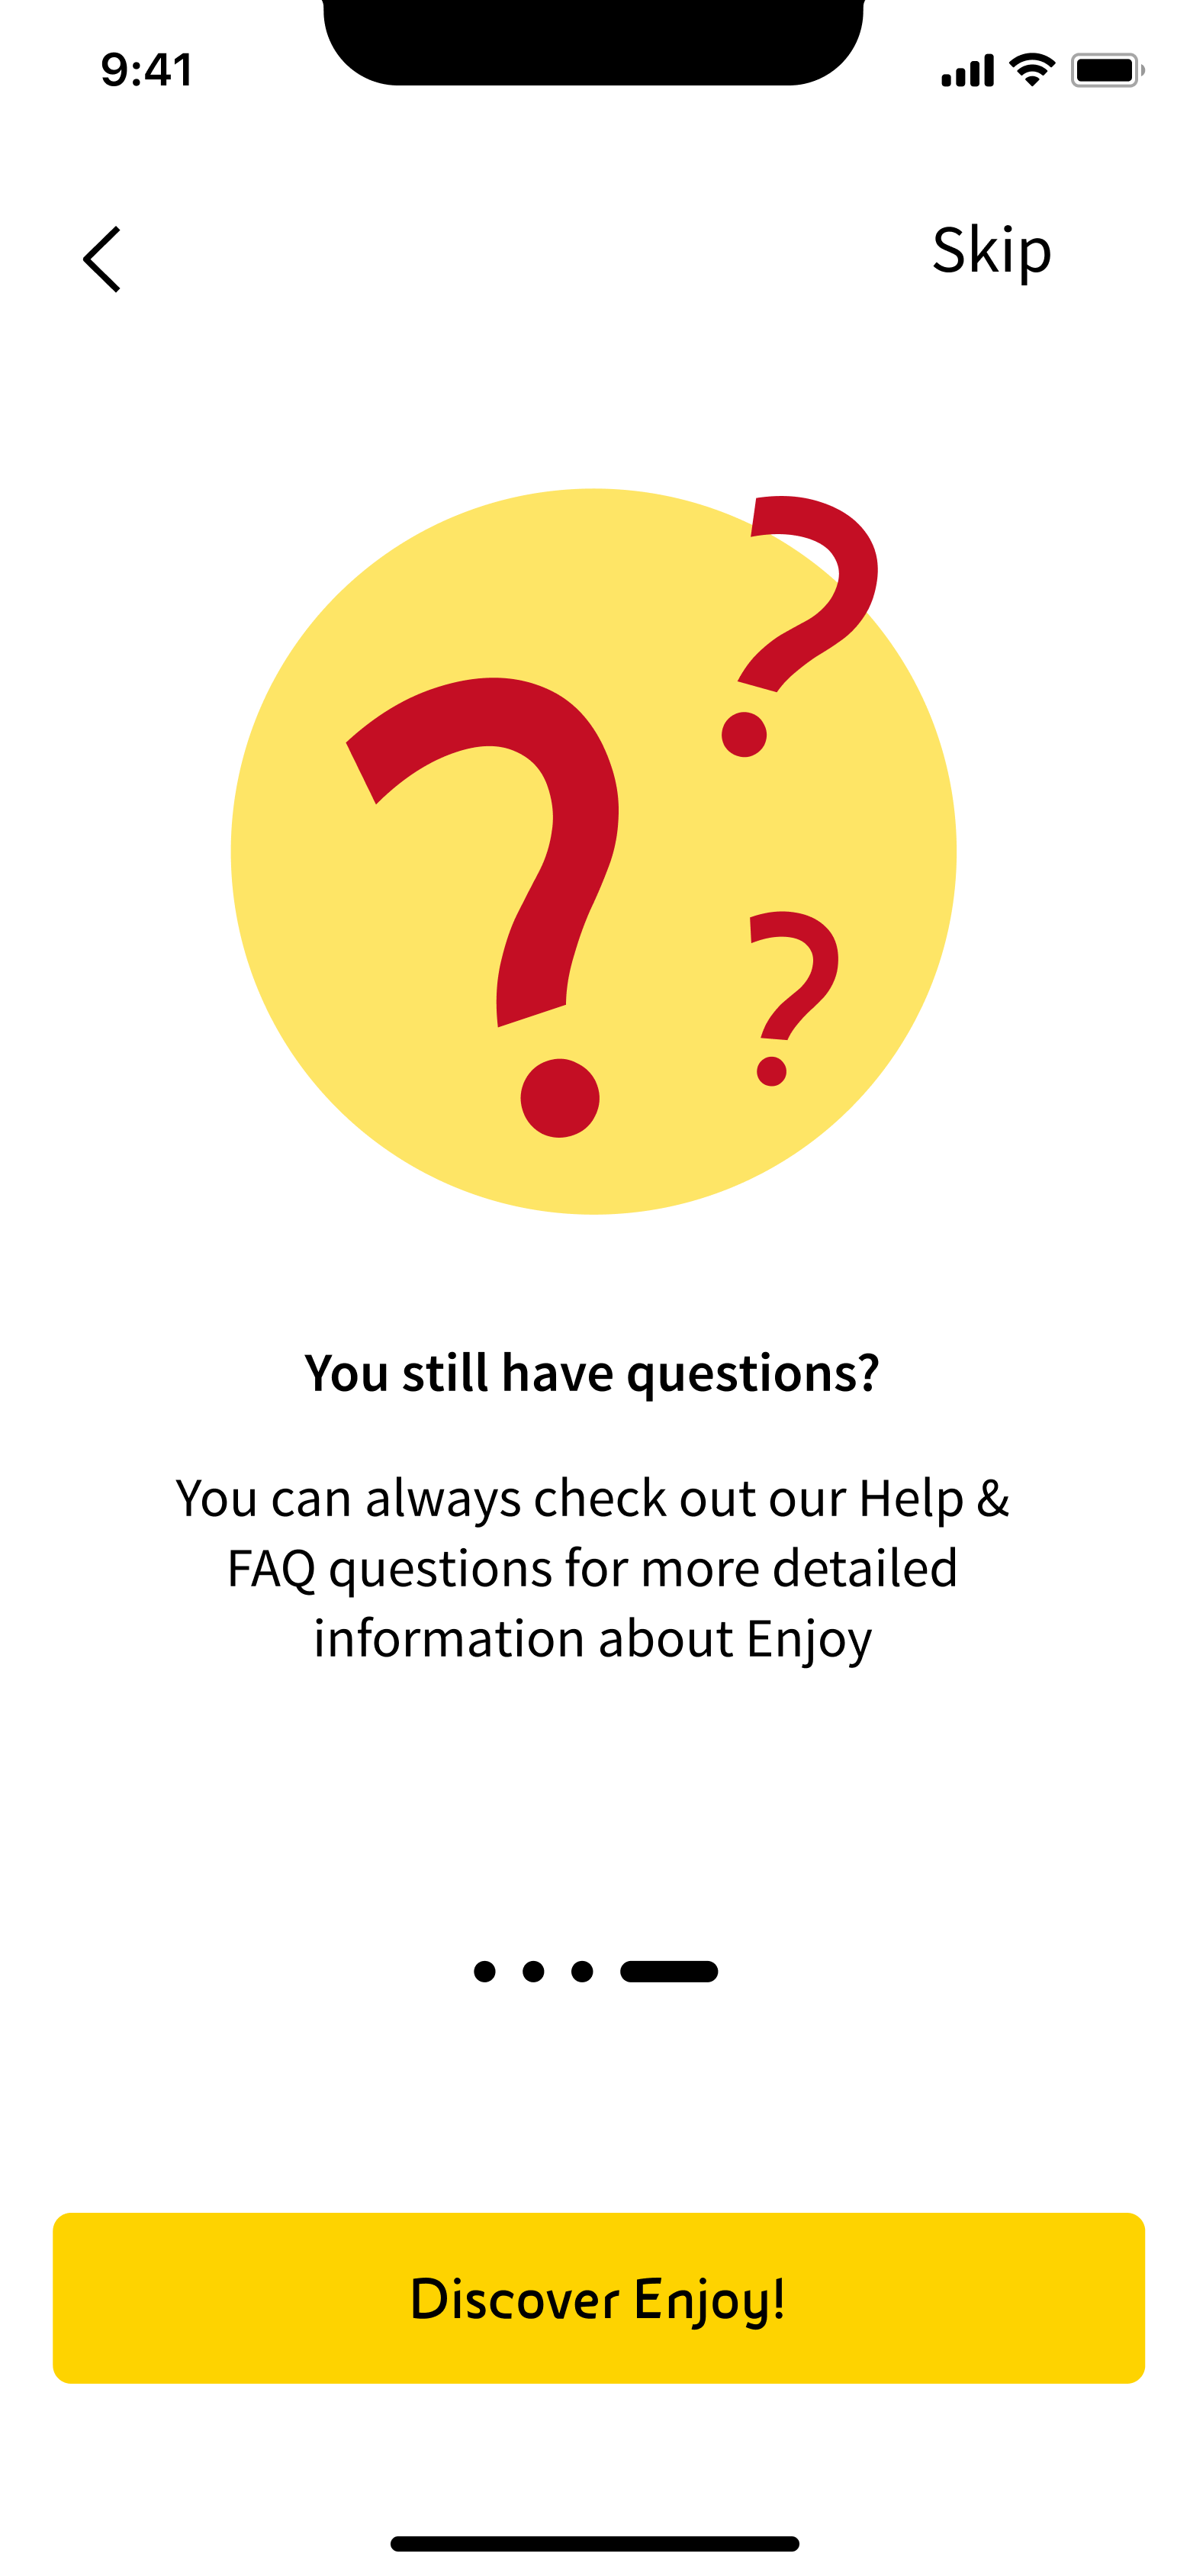 9:41
Skip
? ? ?
You still have questions?
You can always check out our Help &
FAQ questions for more detailed
information about Enjoy
Discover Enjoy!